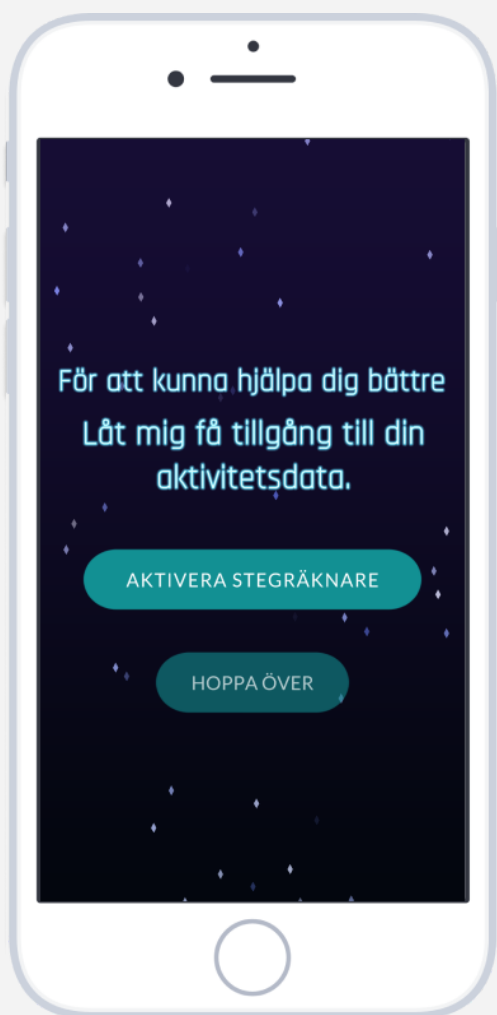 För att kunna hjälpa dig bättre
Låt mig få tillgång till din
aktivitetsdata.
AKTIVERA STEGRÄKNARE
HOPPA ÖVER